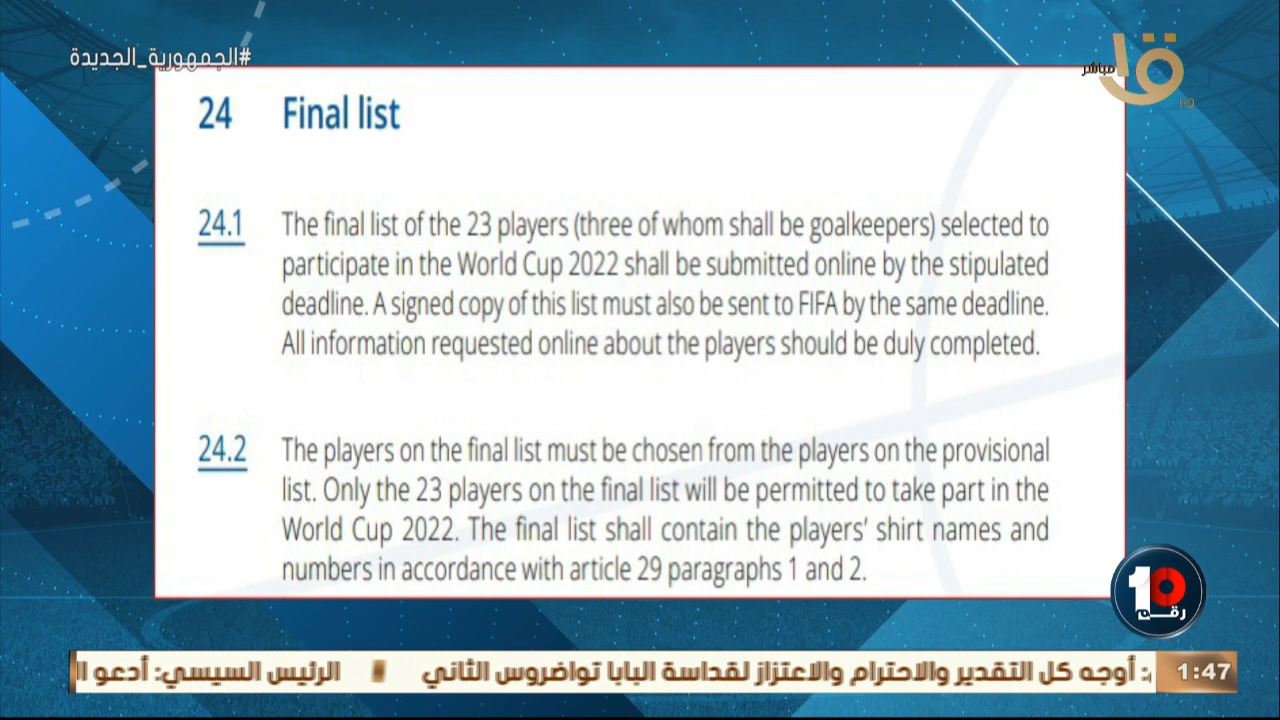 #الجمهورية_الجديدة
مباشر
HD
24 Final list
24.1 The final list of the 23 players (three of whom shall be goalkeepers) selected to
participate in the World Cup 2022 shall be submitted online by the stipulated
deadline. A signed copy of this list must also be sent to FIFA by the same deadline.
All information requested online about the players should be duly completed.
24.2 The players on the final list must be chosen from the players on the provisional
list. Only the 23 players on the final list will be permitted to take part in the
World Cup 2022. The final list shall contain the players’ shirt names and
numbers in accordance with article 29 paragraphs 1 and 2.
10
رقم
: أوجه كل التقدير والاحترام والاعتزاز لقداسة البابا تواضروس الثاني الرئيس السيسي: أدعو ا
1:47